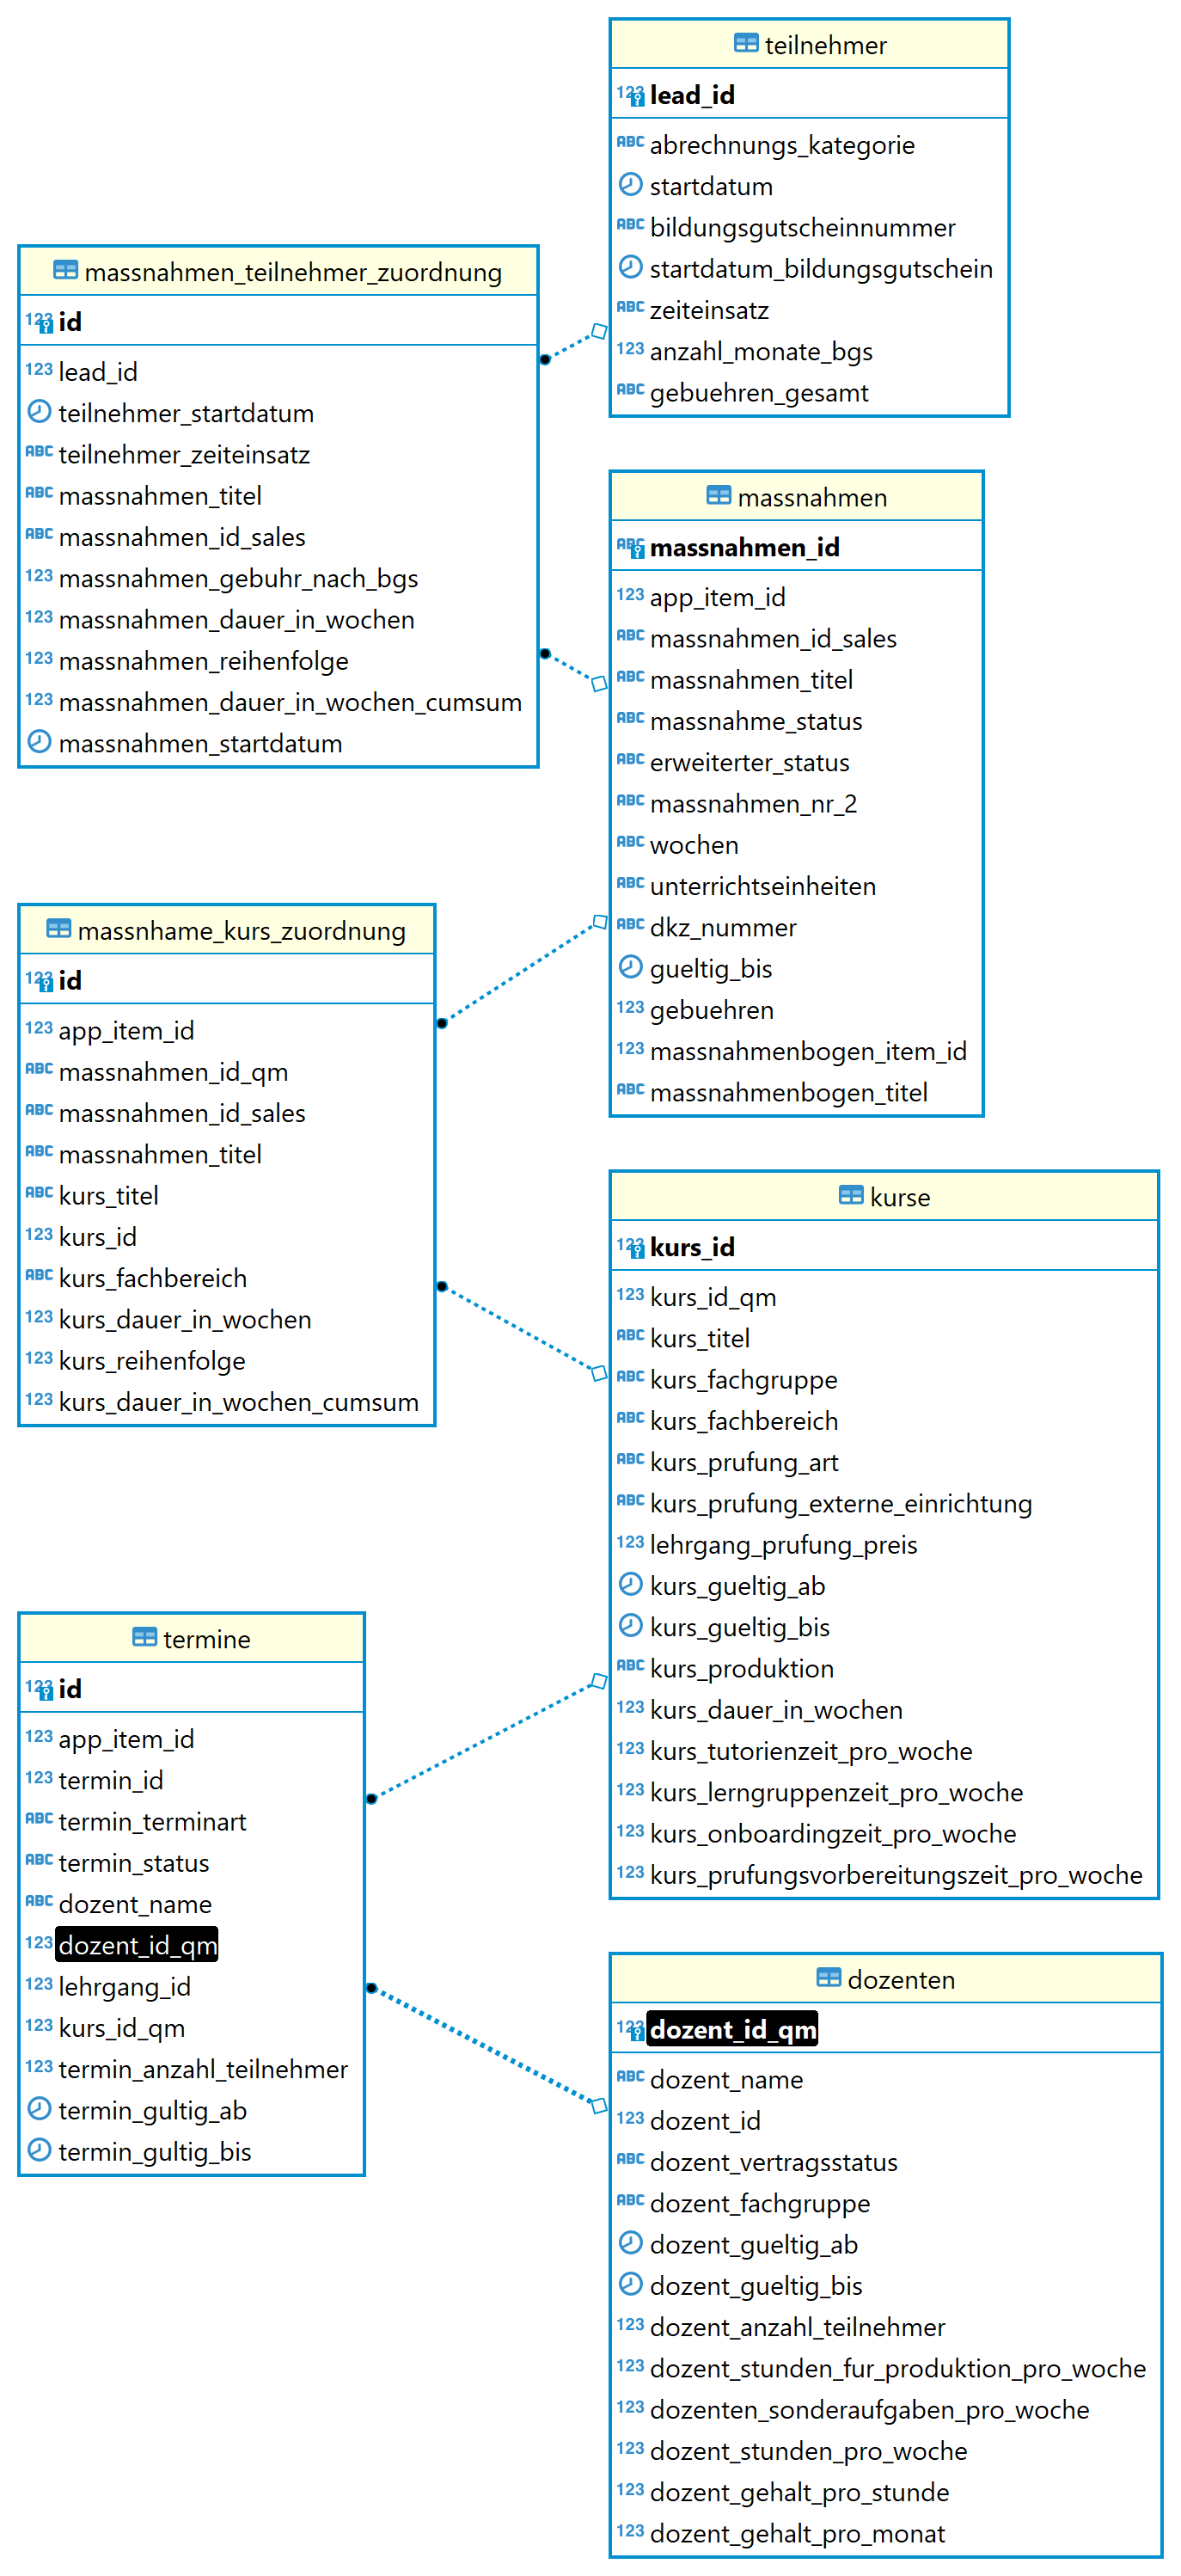 teilnehmer
123 lead_id
ABC abrechnungs_kategorie
startdatum
ABC bildungsgutscheinnummer
startdatum_bildungsgutschein
ABC zeiteinsatz
123 anzahl_monate_bgs
ABC gebuehren_gesamt
massnahmen_teilnehmer_zuordnung
123 id
123 lead_id
teilnehmer_startdatum
ABC teilnehmer_zeiteinsatz
ABC massnahmen_titel
ABC massnahmen_id_sales
123 massnahmen_gebuhr_nach_bgs
123 massnahmen_dauer_in_wochen
123 massnahmen_reihenfolge
123 massnahmen_dauer_in_wochen_cumsum
massnahmen_startdatum
massnahmen
ABC massnahmen_id
123 app_item_id
ABC massnahmen_id_sales
ABC massnahmen_titel
ABC massnahme_status
ABC erweiterter_status
ABC massnahmen_nr_2
ABC wochen
ABC unterrichtseinheiten
ABC dkz_nummer
gueltig_bis
123 gebuehren
123 massnahmenbogen_item_id
ABC massnahmenbogen_titel
massnhame_kurs_zuordnung
123 id
123 app_item_id
ABC massnahmen_id_qm
ABC massnahmen_id_sales
ABC massnahmen_titel
ABC kurs_titel
123 kurs_id
ABC kurs_fachbereich
123 kurs_dauer_in_wochen
123 kurs_reihenfolge
123 kurs_dauer_in_wochen_cumsum
kurse
123 kurs_id
123 kurs_id_qm
ABC kurs_titel
ABC kurs_fachgruppe
ABC kurs_fachbereich
ABC kurs_prufung_art
ABC kurs_prufung_externe_einrichtung
123 lehrgang_prufung_preis
kurs_gueltig_ab
kurs_gueltig_bis
ABC kurs_produktion
123 kurs_dauer_in_wochen
123 kurs_tutorienzeit_pro_woche
123 kurs_lerngruppenzeit_pro_woche
123 kurs_onboardingzeit_pro_woche
123 kurs_prufungsvorbereitungszeit_pro_woche
termine
123 id
123 app_item_id
123 termin_id
ABC termin_terminart
ABC termin_status
ABC dozent_name
123 dozent_id_qm
123 lehrgang_id
123 kurs_id_qm
123 termin_anzahl_teilnehmer
termin_gultig_ab
termin_gultig_bis
dozenten
123 dozent_id_qm
ABC dozent_name
123 dozent_id
ABC dozent_vertragsstatus
ABC dozent_fachgruppe
dozent_gueltig_ab
dozent_gueltig_bis
123 dozent_anzahl_teilnehmer
123 dozent_stunden_fur_produktion_pro_woche
123 dozenten_sonderaufgaben_pro_woche
123 dozent_stunden_pro_woche
123 dozent_gehalt_pro_stunde
123 dozent_gehalt_pro_monat